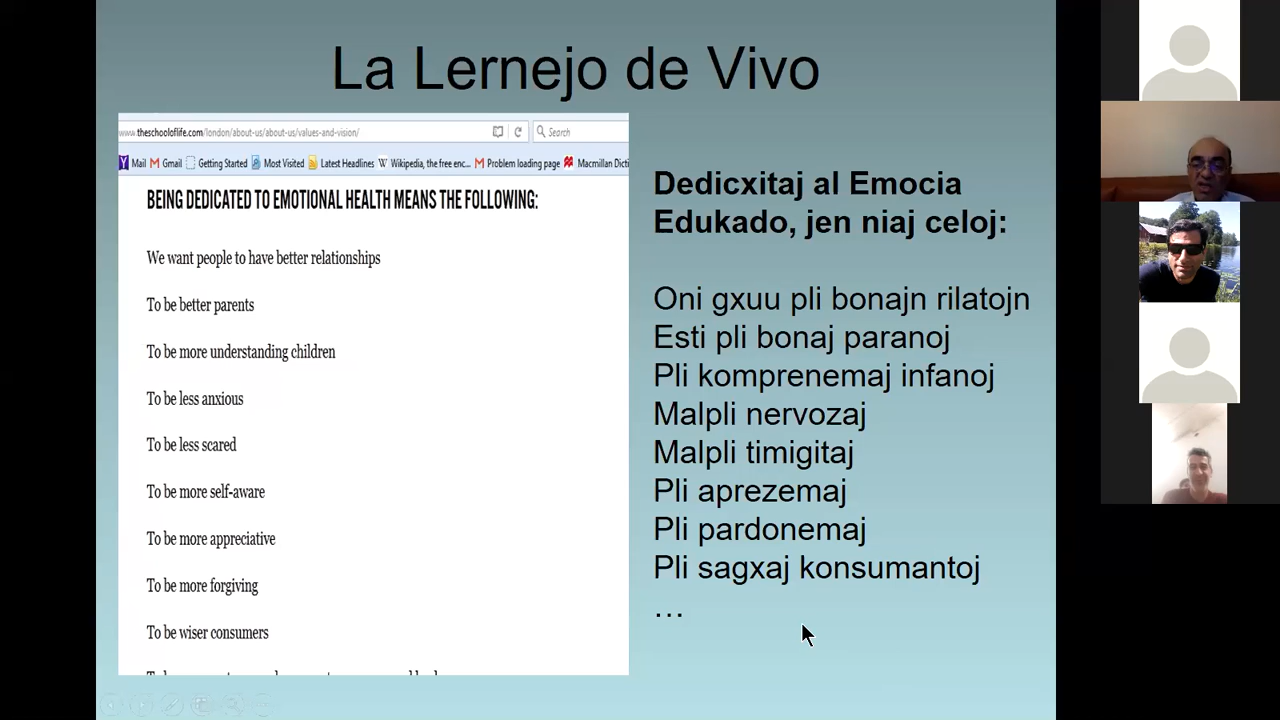 La Lernejo de Vivo
www.theschooloflife.com/london/about-us/about-us/values-and-vision/
Search
Mail Gmail Getting Started Most Visited Latest Headlines Wikipedia, the free enc... Problem loading page Macmillan Dicti
BEING DEDICATED TO EMOTIONAL HEALTH MEANS THE FOLLOWING:
We want people to have better relationships
To be better parents
To be more understanding children
To be less anxious
To be less scared
To be more self-aware
To be more appreciative
To be more forgiving
To be wiser consumers
Dedicxitaj al Emocia
Edukado, jen niaj celoj:
Oni gxuu pli bonajn rilatojn
Esti pli bonaj paranoj
Pli komprenemaj infanoj
Malpli nervozaj
Malpli timigitaj
Pli aprezemaj
Pli pardonemaj
Pli sagxaj konsumantoj
…